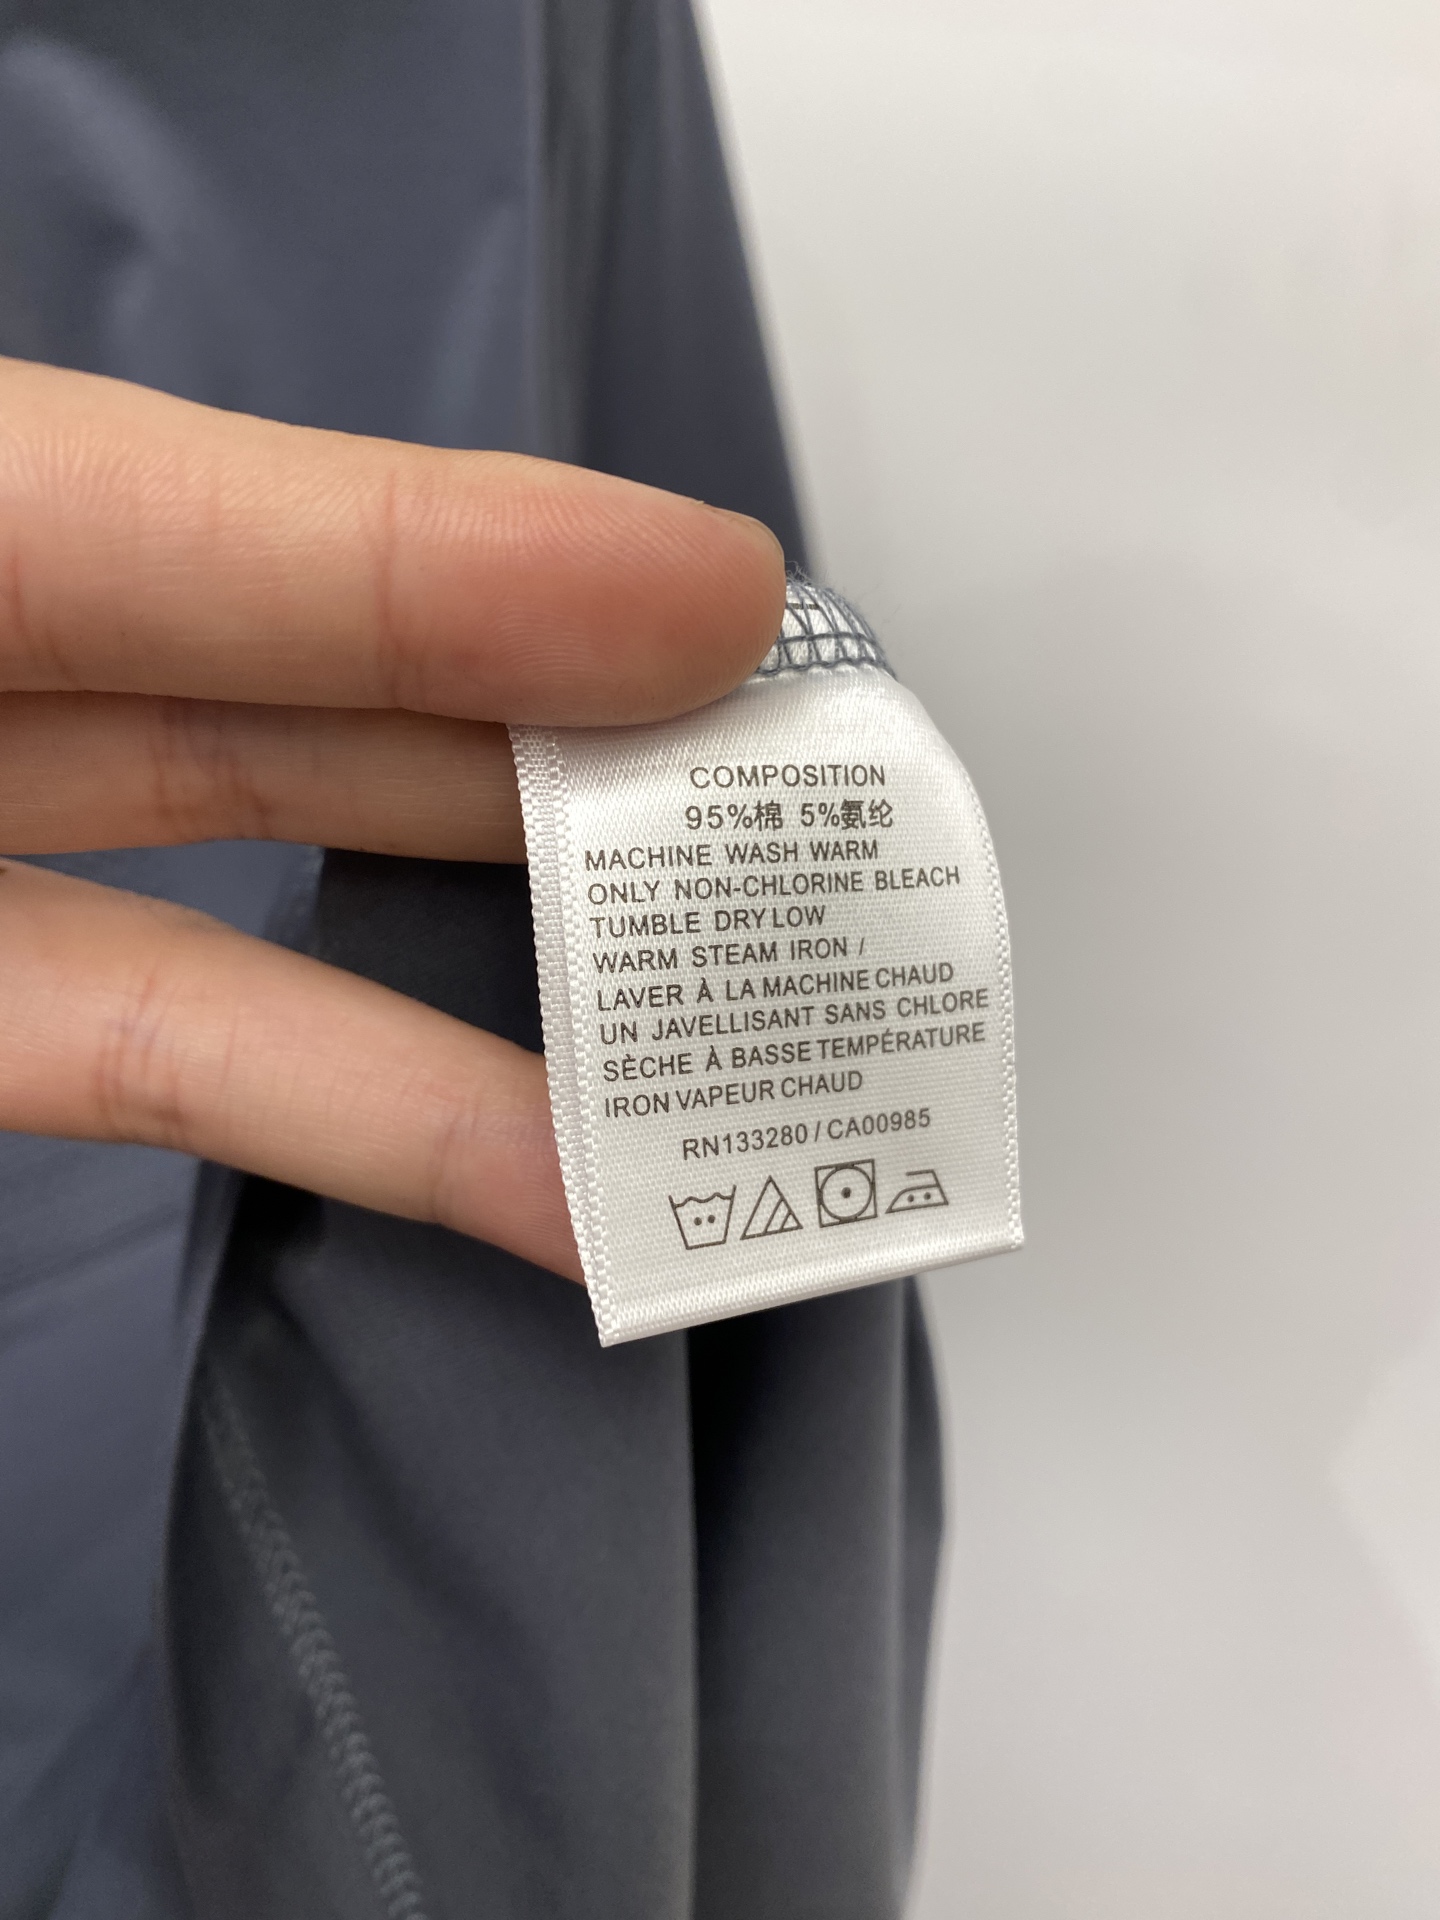 COMPOSITION
95%棉 5%氨纶
MACHINE WASH WARM
ONLY NON-CHLORINE BLEACH
TUMBLE DRY LOW
WARM STEAM IRON /
LAVER À LA MACHINE CHAUD
UN JAVELLISANT SANS CHLORE
SÈCHE À BASSE TEMPÉRATURE
IRON VAPEUR CHAUD
RN133280 / CA00985